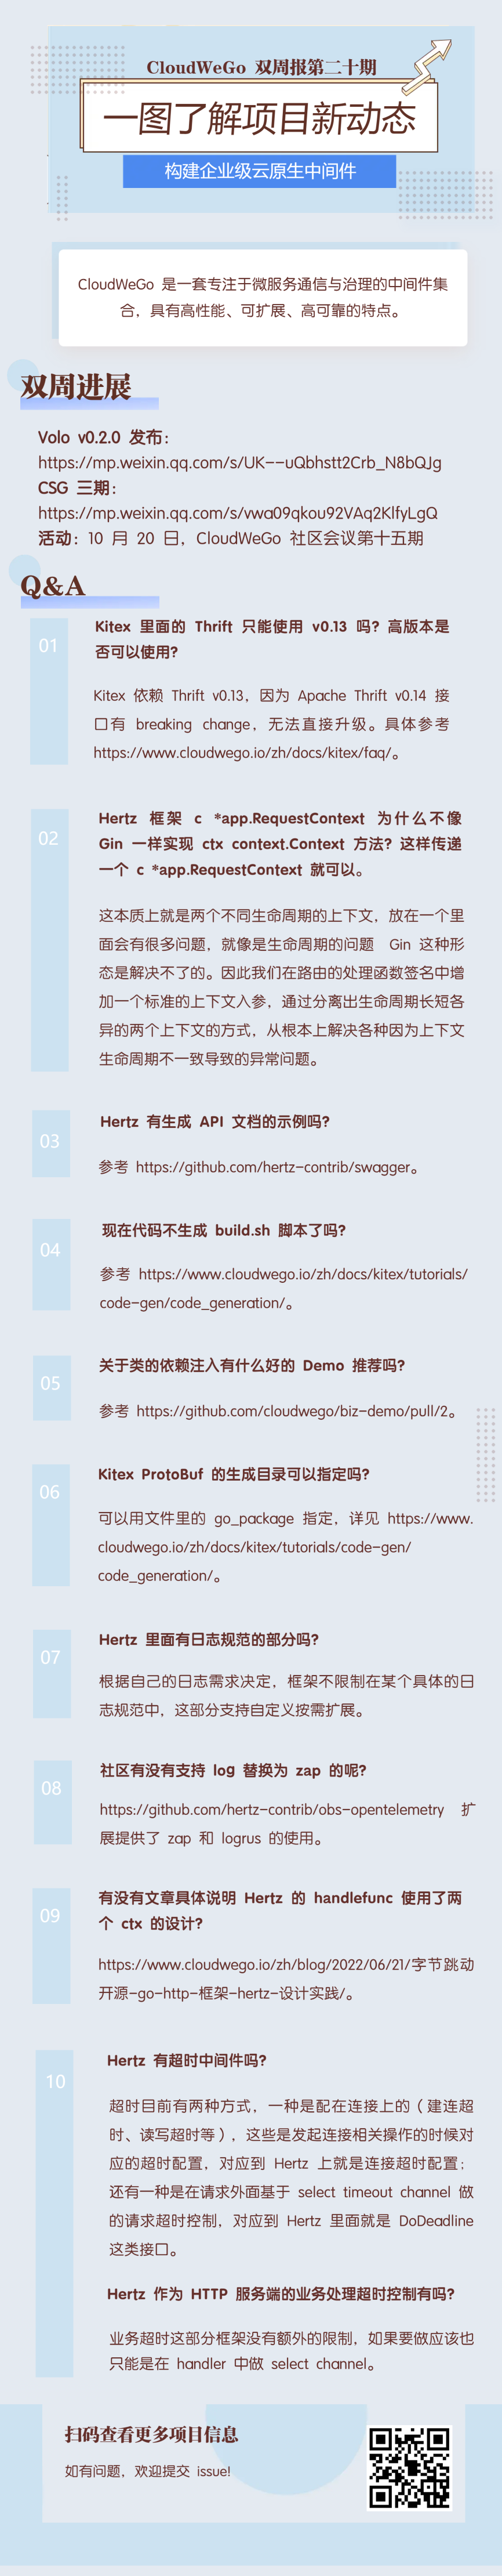 CloudWeGo 双周报第二十期
一图了解项目新动态
构建企业级云原生中间件
CloudWeGo 是一套专注于微服务通信与治理的中间件集
合，具有高性能、可扩展、高可靠的特点。
双周进展
Volo v0.2.0 发布：
https://mp.weixin.qq.com/s/UK--uQbhstt2Crb_N8bQJg
CSG 三期：
https://mp.weixin.qq.com/s/vwa09qkou92VAq2KlfyLgQ
活动：10 月 20 日，CloudWeGo 社区会议第十五期
Q&A
01
Kitex 里面的 Thrift 只能使用 v0.13 吗？高版本是
否可以使用?
Kitex 依赖 Thrift v0.13，因为 Apache Thrift v0.14 接
口有 breaking change，无法直接升级。具体参考
https://www.cloudwego.io/zh/docs/kitex/faq/。
02
Hertz 框架 c *app.RequestContext 为什么不像
Gin 一样实现 ctx context.Context 方法？这样传递
一个 c *app.RequestContext 就可以。
这本质上就是两个不同生命周期的上下文，放在一个里
面会有很多问题，就像是生命周期的问题 Gin 这种形
态是解决不了的。因此我们在路由的处理函数签名中增
加一个标准的上下文入参，通过分离出生命周期长短各
异的两个上下文的方式，从根本上解决各种因为上下文
生命周期不一致导致的异常问题。
03
Hertz 有生成 API 文档的示例吗?
参考 https://github.com/hertz-contrib/swagger。
04
现在代码不生成 build.sh 脚本了吗?
参考 https://www.cloudwego.io/zh/docs/kitex/tutorials/
code-gen/code_generation/。
05
关于类的依赖注入有什么好的 Demo 推荐吗?
参考 https://github.com/cloudwego/biz-demo/pull/2。
06
Kitex ProtoBuf 的生成目录可以指定吗?
可以用文件里的 go_package 指定，详见 https://www.
cloudwego.io/zh/docs/kitex/tutorials/code-gen/
code_generation/。
07
Hertz 里面有日志规范的部分吗?
根据自己的日志需求决定，框架不限制在某个具体的日
志规范中，这部分支持自定义按需扩展。
08
社区有没有支持 log 替换为 zap 的呢?
https://github.com/hertz-contrib/obs-opentelemetry 扩
展提供了 zap 和 logrus 的使用。
09
有没有文章具体说明 Hertz 的 handlefunc 使用了两
个 ctx 的设计?
https://www.cloudwego.io/zh/blog/2022/06/21/字节跳动
开源-go-http-框架-hertz-设计实践/。
10
Hertz 有超时中间件吗?
超时目前有两种方式，一种是配在连接上的（建连超
时、读写超时等），这些是发起连接相关操作的时候对
应的超时配置，对应到 Hertz 上就是连接超时配置；
还有一种是在请求外面基于 select timeout channel 做
的请求超时控制，对应到 Hertz 里面就是 DoDeadline
这类接口。
Hertz 作为 HTTP 服务端的业务处理超时控制有吗?
业务超时这部分框架没有额外的限制，如果要做应该也
只能是在 handler 中做 select channel。
扫码查看更多项目信息
如有问题，欢迎提交 issue!